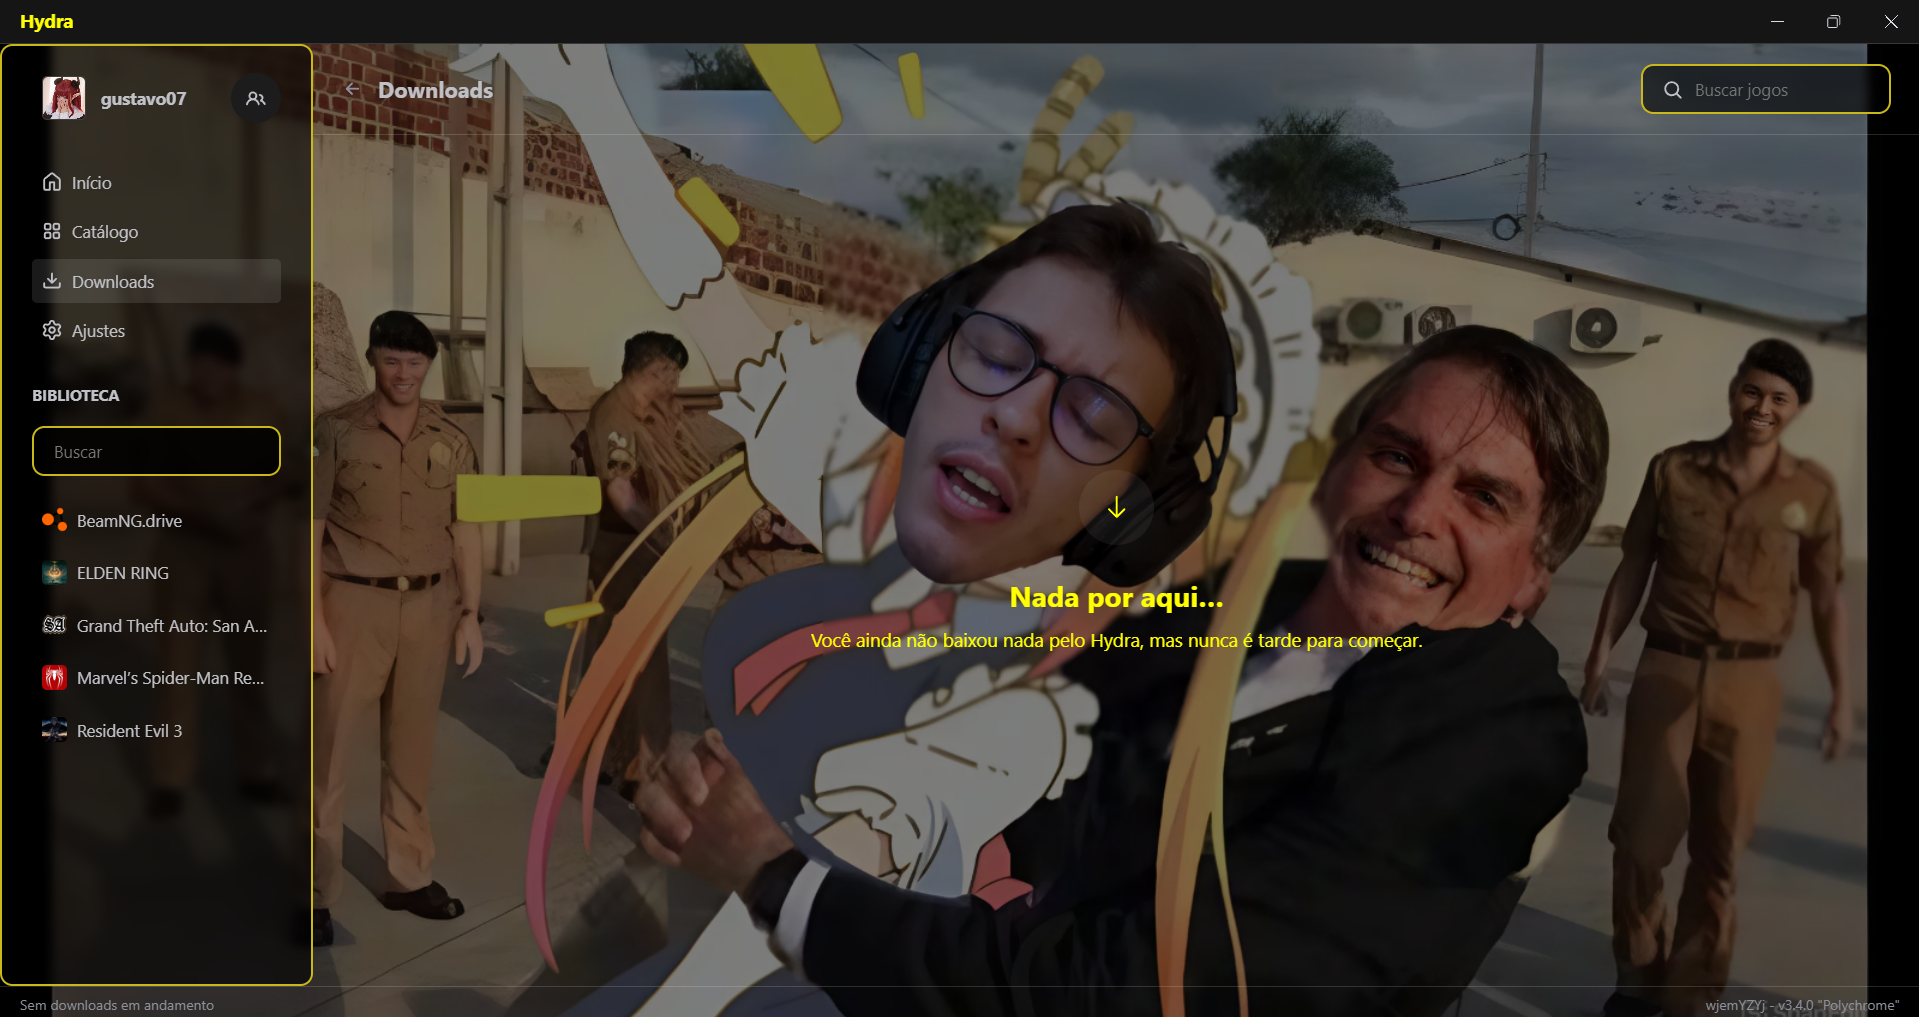 Hydra
gustavo07
Downloads
Buscar jogos
Início
Catálogo
Downloads
Ajustes
BIBLIOTECA
Buscar
BeamNG.drive
ELDEN RING
Grand Theft Auto: San A...
Marvel's Spider-Man Re...
Resident Evil 3
Nada por aqui...
Você ainda não baixou nada pelo Hydra, mas nunca é tarde para começar.
Sem downloads em andamento
wjemYZYj - v3.4.0 "Polychrome"